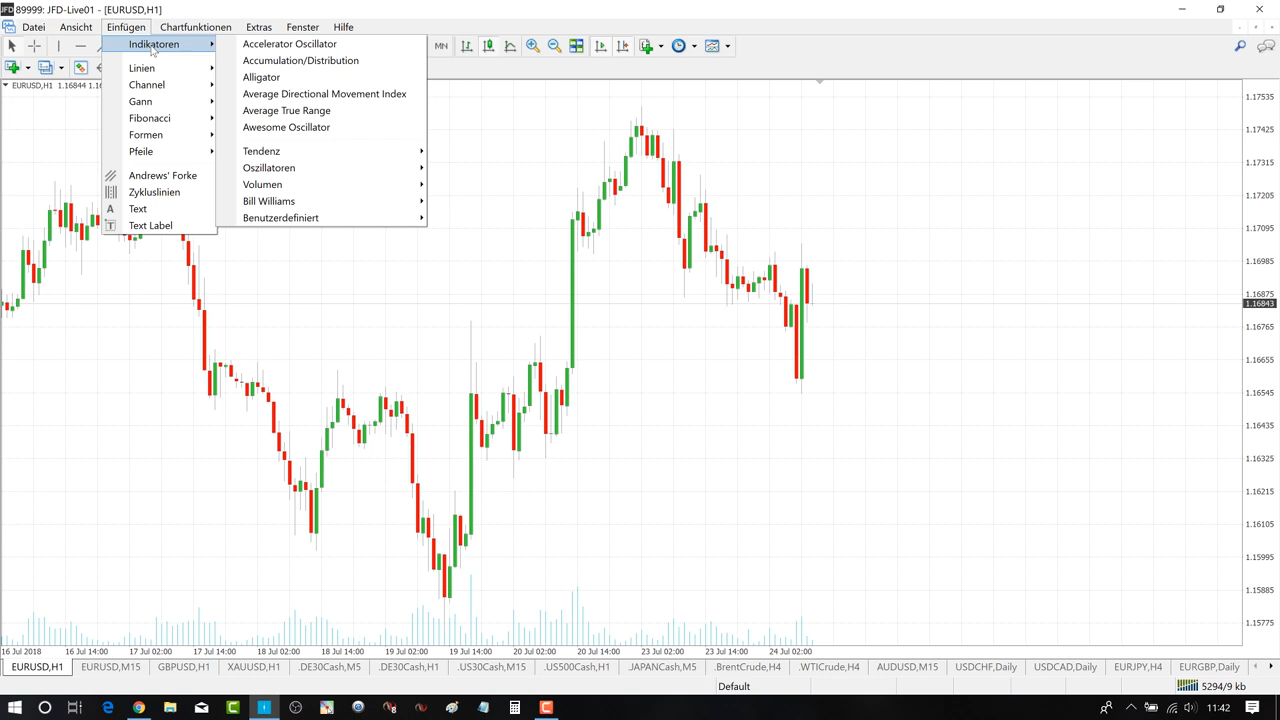 89999: JFD-Live01 - [EURUSD,H1]
Datei Ansicht Einfügen Chartfunktionen Extras Fenster Hilfe
MN
Indikatoren
Linien
Channel
Gann
Fibonacci
Formen
Pfeile
Andrews' Forke
Zykluslinien
Text
Text Label
Accelerator Oscillator
Accumulation/Distribution
Alligator
Average Directional Movement Index
Average True Range
Awesome Oscillator
Tendenz
Oszillatoren
Volumen
Bill Williams
Benutzerdefiniert
EURUSD,H1 1.16844
1.17535
1.17425
1.17315
1.17205
1.17095
1.16985
1.16875
1.16843
1.16765
1.16655
1.16545
1.16435
1.16325
1.16215
1.16105
1.15995
1.15885
1.15775
16 Jul 2018 16 Jul 14:00 17 Jul 02:00 17 Jul 14:00 18 Jul 02:00 18 Jul 14:00 19 Jul 02:00 19 Jul 14:00 20 Jul 02:00 20 Jul 14:00 23 Jul 02:00 23 Jul 14:00 24 Jul 02:00
EURUSD,H1 EURUSD,M15 GBPUSD,H1 XAUUSD,H1 .DE30Cash,M5 .DE30Cash,H1 .US30Cash,M15 .US500Cash,H1 .JAPANCash,M5 .BrentCrude,H4 .WTICrude,H4 AUDUSD,M15 USDCHF,Daily USDCAD,Daily EURJPY,H4 EURGBP,Daily
Default 5294/9 kb
11:42